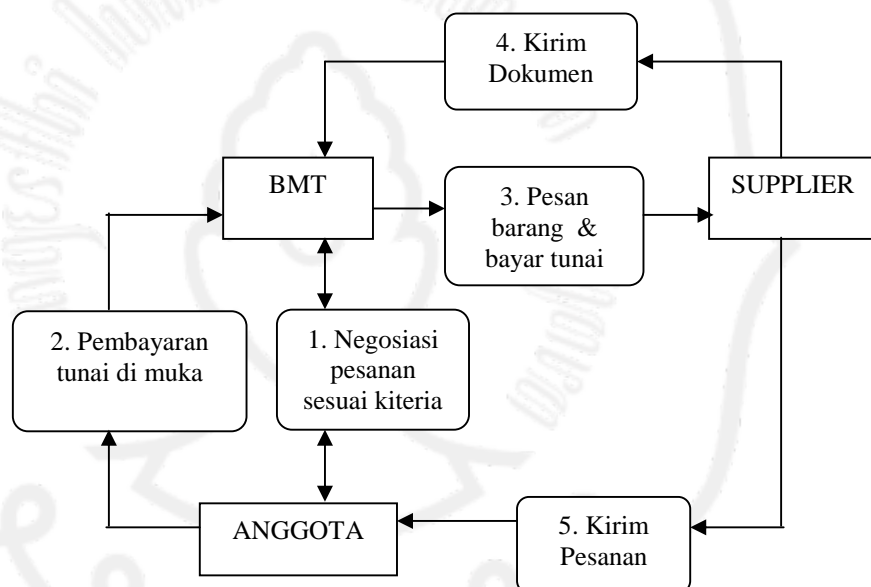 4. Kirim
Dokumen
BMT
3. Pesan
barang &
bayar tunai
SUPPLIER
2. Pembayaran
tunai di muka
1. Negosiasi
pesanan
sesuai kiteria
ANGGOTA
5. Kirim
Pesanan